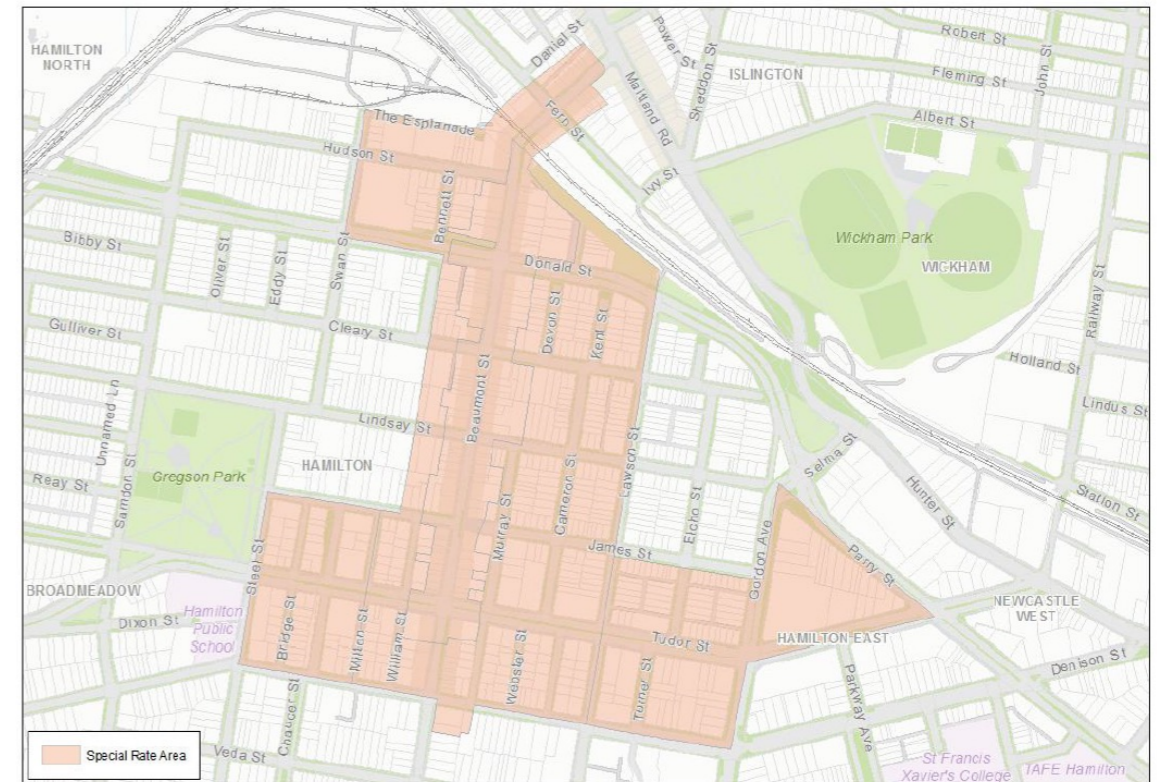 HAMILTON
NORTH
Daniel St
Power St
Sheddon St
Robert St
John St
ISLINGTON
Fleming St
Albert St
The Esplanade
Fern St
Maitland Rd
Hudson St
Ivy St
Bennett St
Wickham Park
WICKHAM
Railway St
Bibby St
Oliver St
Eddy St
Swan St
Donald St
Devon St
Kent St
Gulliver St
Cleary St
Holland St
Unnamed Ln
Beaumont St
Lindsay St
Lindus St
Lawson St
Selma St
HAMILTON
Gregson Park
Reay St
Samdon St
Cameron St
Murray St
Elcho St
Hunter St
Station St
James St
Gordon Ave
Parry St
Steel St
BROADMEADOW
Dixon St
Hamilton
Public
School
Bridge St
Milton St
William St
Webster St
Tudor St
Turner St
HAMILTON EAST
NEWCASTLE
WEST
Denison St
Parkway Ave
Chaucer St
Veda St
St Francis
Xavier's College
TAFE Hamilton
Special Rate Area